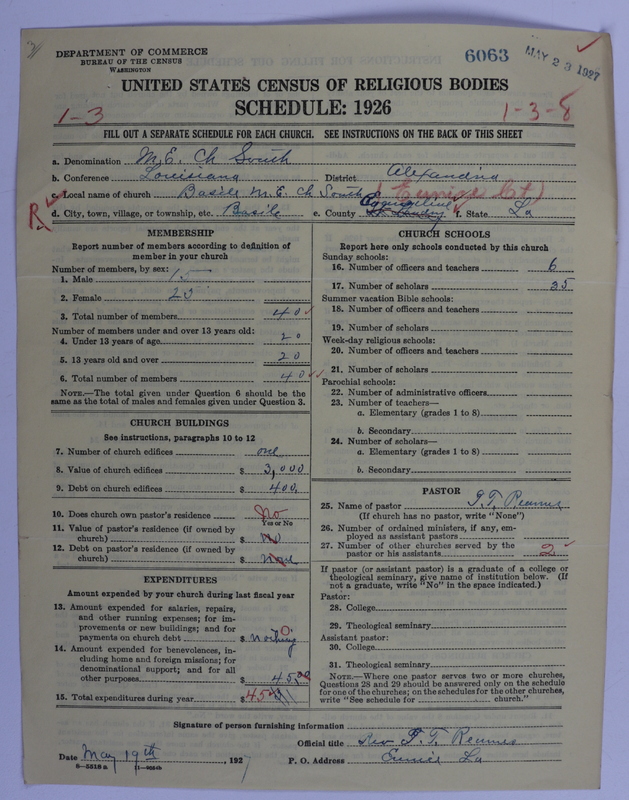 DEPARTMENT OF COMMERCE
BUREAU OF THE CENSUS
WASHINGTON
6063
MAY 23 1927
UNITED STATES CENSUS OF RELIGIOUS BODIES
SCHEDULE: 1926
1-3
1-3-8
FILL OUT A SEPARATE SCHEDULE FOR EACH CHURCH. SEE INSTRUCTIONS ON THE BACK OF THIS SHEET
a. Denomination M.E. Ch South
b. Conference Louisiana District Alexandria
c. Local name of church Basile M.E. Ch South (Eunice Ct)
R
d. City, town, village, or township, etc. Basile e. County Evangeline St. Landry f. State La
MEMBERSHIP
Report number of members according to definition of
member in your church
Number of members, by sex:
1. Male 15
2. Female 25
3. Total number of members 40
Number of members under and over 13 years old:
4. Under 13 years of age 20
5. 13 years old and over 20
6. Total number of members 40
NOTE.—The total given under Question 6 should be
same as the total of males and females given under Question 3.
CHURCH BUILDINGS
See instructions, paragraphs 10 to 12
7. Number of church edifices one
8. Value of church edifices $ 3,000
9. Debt on church edifices $ 400.
10. Does church own pastor's residence No
Yes or No
11. Value of pastor's residence (if owned by
church) $ no
12. Debt on pastor's residence (if owned by
church) $ none
EXPENDITURES
Amount expended by your church during last fiscal year
13. Amount expended for salaries, repairs,
and other running expenses; for im-
provements or new buildings; and for
payments on church debt $ nothing 0
14. Amount expended for benevolences, in-
cluding home and foreign missions; for
denominational support; and for all
other purposes $ 45.00
15. Total expenditures during year $ 45
CHURCH SCHOOLS
Report here only schools conducted by this church
Sunday schools:
16. Number of officers and teachers 6
17. Number of scholars 35
Summer vacation Bible schools:
18. Number of officers and teachers
19. Number of scholars
Week-day religious schools:
20. Number of officers and teachers
21. Number of scholars
Parochial schools:
22. Number of administrative officers
23. Number of teachers—
a. Elementary (grades 1 to 8)
b. Secondary
24. Number of scholars—
a. Elementary (grades 1 to 8)
b. Secondary
PASTOR
25. Name of pastor P.T. Reames
(If church has no pastor, write "None")
26. Number of ordained ministers, if any, em-
ployed as assistant pastors
27. Number of other churches served by the
pastor or his assistants 2
If pastor (or assistant pastor) is a graduate of a college or
theological seminary, give name of institution below. (If
not a graduate, write "No" in the space indicated.)
Pastor:
28. College
29. Theological seminary
Assistant pastor:
30. College
31. Theological seminary
NOTE.—Where one pastor serves two or more churches,
Questions 28 and 29 should be answered only on the schedule
for one of the churches; on the schedules for the other churches,
write "See schedule for church."
Signature of person furnishing information
Official title Rev P.T. Reames
Date May 19th, 1927 P. O. Address Eunice La